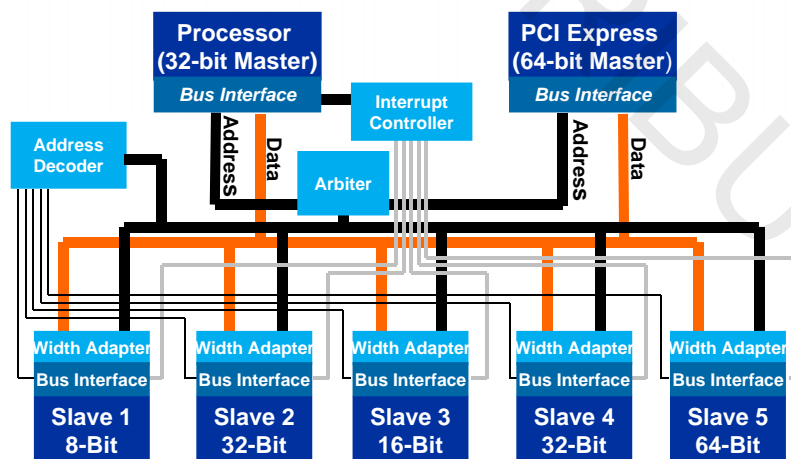 Processor
(32-bit Master)
Bus Interface
PCI Express
(64-bit Master)
Bus Interface
Interrupt
Controller
Address
Decoder
Address
Data
Arbiter
Address
Data
Width Adapter
Bus Interface
Slave 1
8-Bit
Width Adapter
Bus Interface
Slave 2
32-Bit
Width Adapter
Bus Interface
Slave 3
16-Bit
Width Adapter
Bus Interface
Slave 4
32-Bit
Width Adapter
Bus Interface
Slave 5
64-Bit